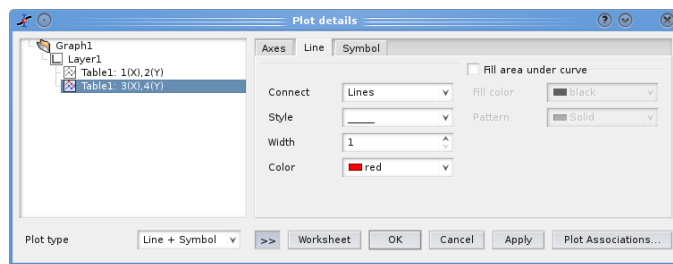 Plot details
Graph1
Layer1
Table1: 1(X),2(Y)
Table1: 3(X),4(Y)
Axes Line Symbol
Fill area under curve
Connect Lines
Fill color black
Style
Pattern Solid
Width 1
Color red
Plot type Line + Symbol >> Worksheet OK Cancel Apply Plot Associations...